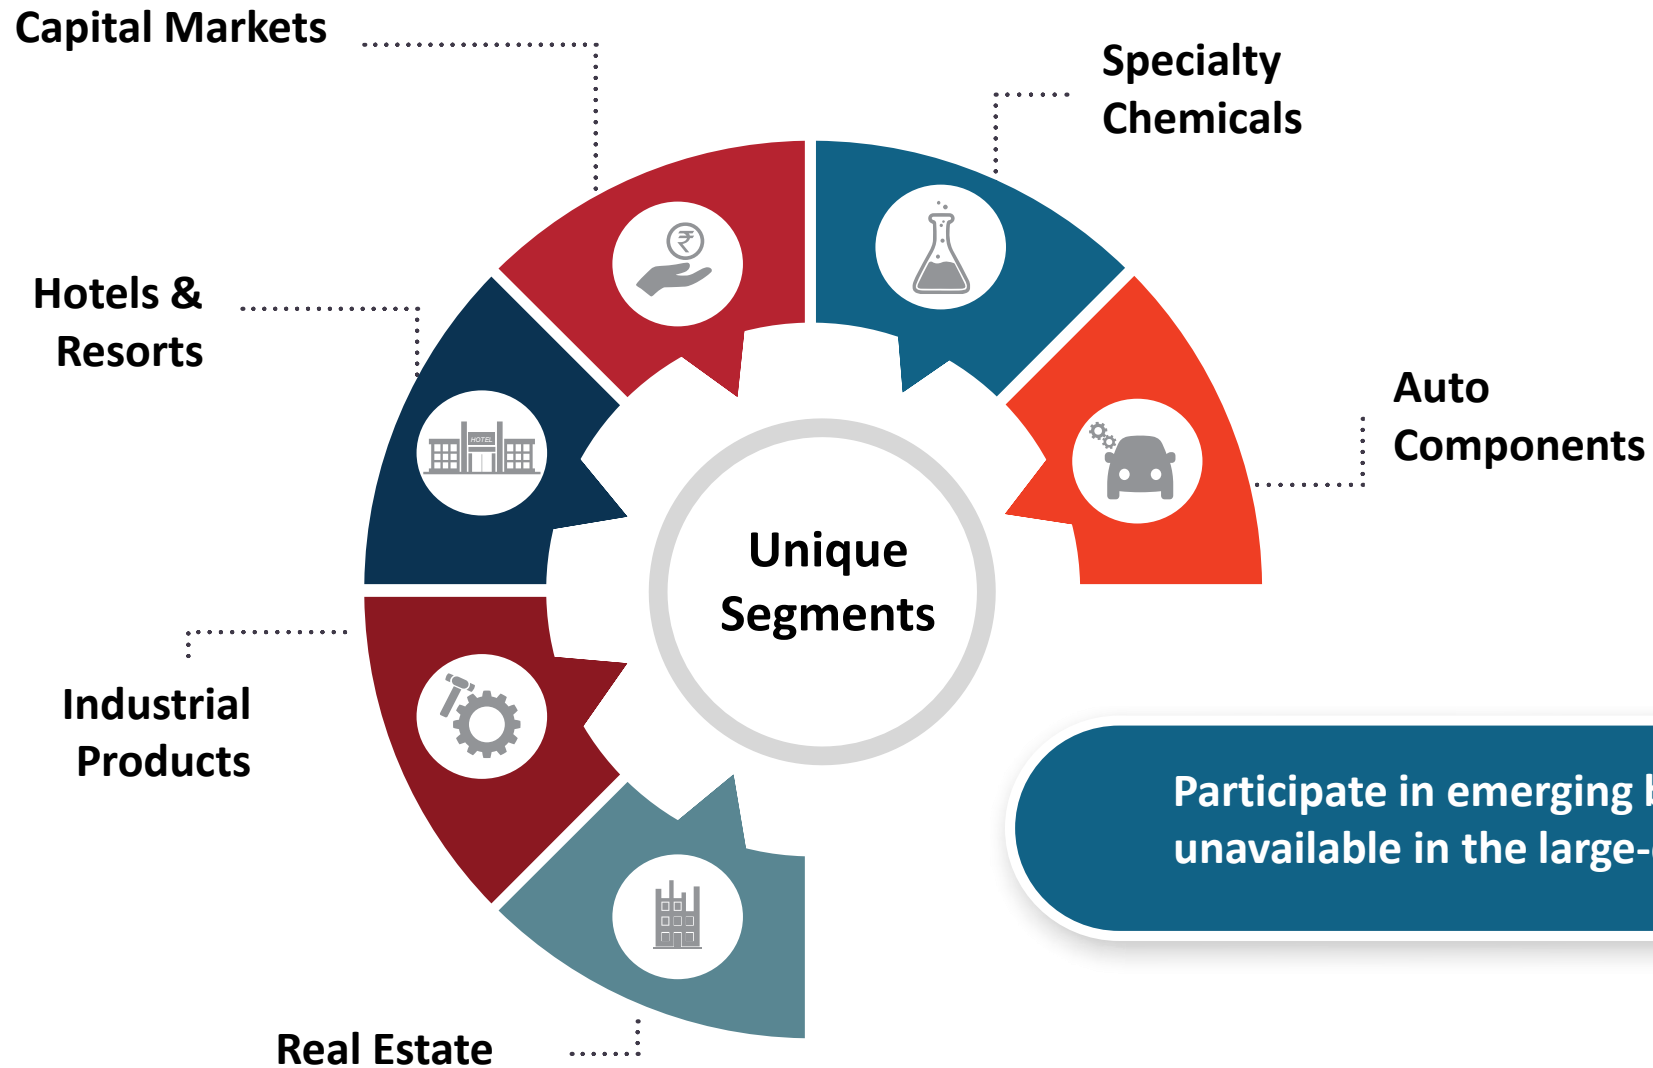 Capital Markets
Specialty
Chemicals
Hotels &
Resorts
HOTEL
₹
Auto
Components
Unique
Segments
Industrial
Products
Participate in emerging
unavailable in the large-
Real Estate